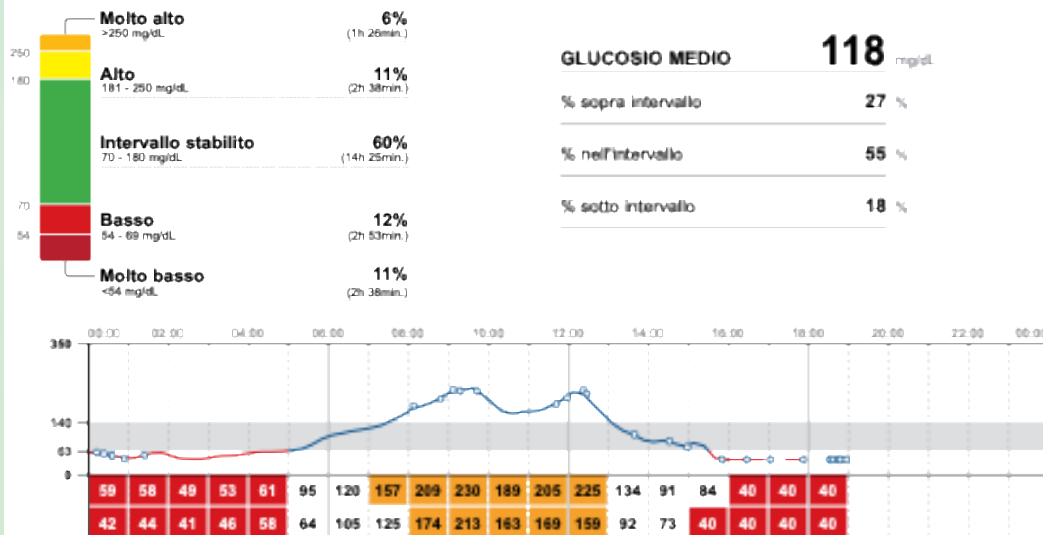 Molto alto 6%
>250 mg/dL (1h 26min.)
250
Alto 11%
180
181 - 250 mg/dL (2h 38min.)
Intervallo stabilito 60%
70 - 180 mg/dL (14h 25min.)
70
Basso 12%
54
54 - 69 mg/dL (2h 53min.)
Molto basso 11%
<54 mg/dL (2h 38min.)
GLUCOSIO MEDIO 118 mg/dL
% sopra intervallo 27 %
% nell'intervallo 55 %
% sotto intervallo 18 %
00:00 02:00 04:00 06:00 08:00 10:00 12:00 14:00 16:00 18:00 20:00 22:00 00:00
350
140
63
0
59 58 49 53 61 95 120 157 209 230 189 205 225 134 91 84 40 40 40
42 44 41 46 58 64 105 125 174 213 163 169 159 92 73 40 40 40 40